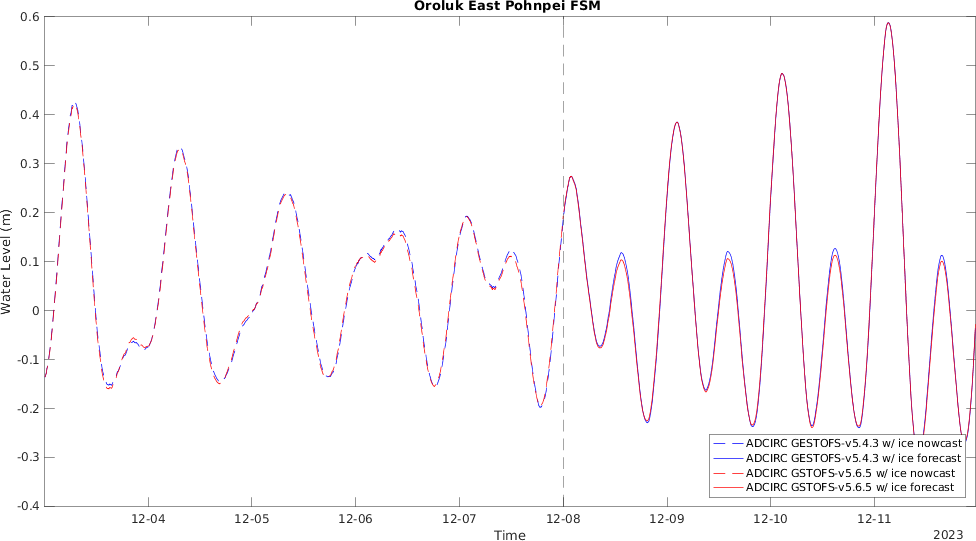 Oroluk East Pohnpei FSM
0.6
0.5
0.4
0.3
0.2
0.1
0
-0.1
-0.2
-0.3
-0.4
Water Level (m)
ADCIRC GESTOFS-v5.4.3 w/ ice nowcast
ADCIRC GESTOFS-v5.4.3 w/ ice forecast
ADCIRC GSTOFS-v5.6.5 w/ ice nowcast
ADCIRC GSTOFS-v5.6.5 w/ ice forecast
12-04 12-05 12-06 12-07 12-08 12-09 12-10 12-11
Time
2023